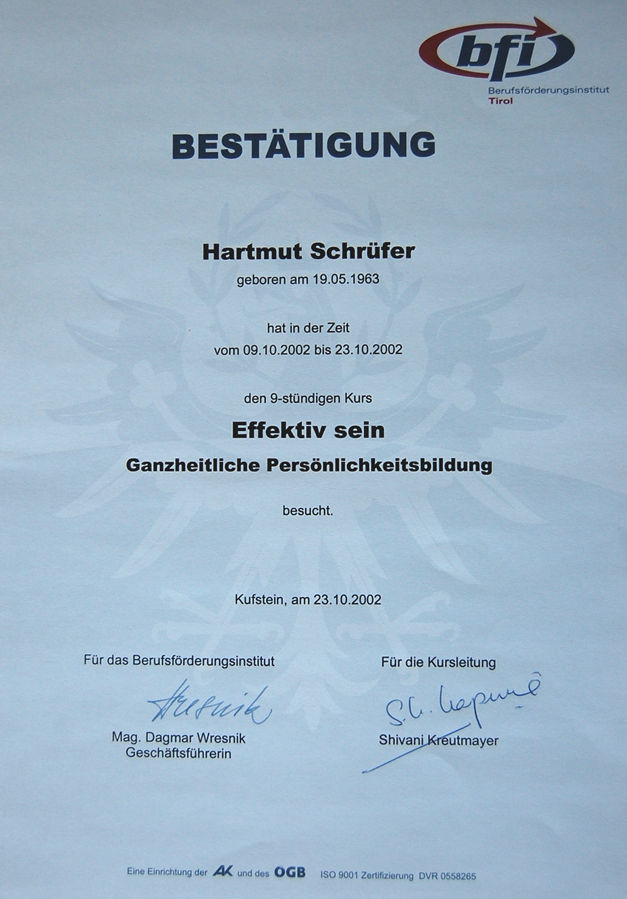 bfi
Berufsförderungsinstitut
Tirol
BESTÄTIGUNG
Hartmut Schrüfer
geboren am 19.05.1963
hat in der Zeit
vom 09.10.2002 bis 23.10.2002
den 9-stündigen Kurs
Effektiv sein
Ganzheitliche Persönlichkeitsbildung
besucht.
Kufstein, am 23.10.2002
Für das Berufsförderungsinstitut
Für die Kursleitung
Wresnik
Mag. Dagmar Wresnik
Geschäftsführerin
Shivani Kreutmayer
Eine Einrichtung der AK und des ÖGB ISO 9001 Zertifizierung DVR 0558265